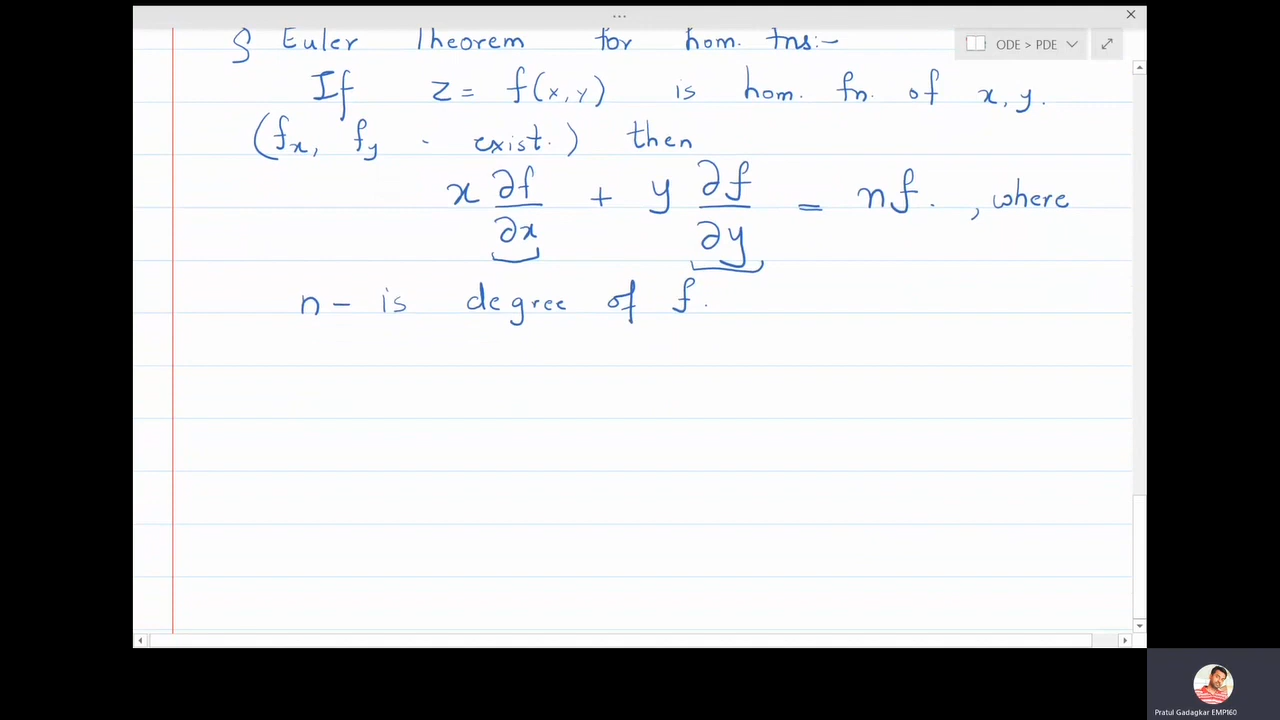 ...
ODE > PDE
§ Euler Theorem for hom. fns:-
If z = f(x, y) is hom. fn. of x, y.
(fx, fy - exist.) then
x ∂f/∂x + y ∂f/∂y = nf. , where
n - is degree of f.
Pratul Gadagkar EMP160